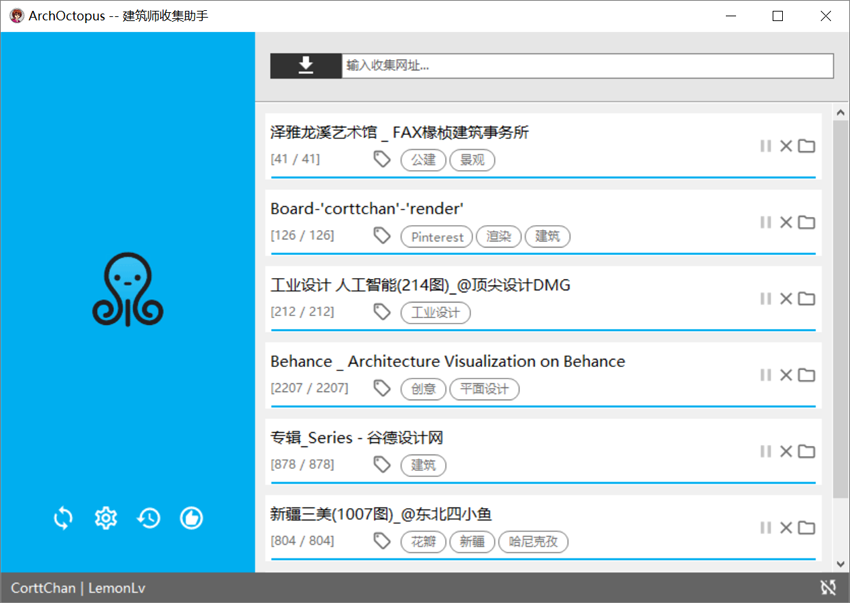 ArchOctopus -- 建筑师收集助手
输入收集网址...
泽雅龙溪艺术馆 _ FAX椽桢建筑事务所
[41 / 41] 公建 景观
Board-'corttchan'-'render'
[126 / 126] Pinterest 渲染 建筑
工业设计 人工智能(214图)_@顶尖设计DMG
[212 / 212] 工业设计
Behance _ Architecture Visualization on Behance
[2207 / 2207] 创意 平面设计
专辑_Series - 谷德设计网
[878 / 878] 建筑
新疆三美(1007图)_@东北四小鱼
[804 / 804] 花瓣 新疆 哈尼克孜
CorttChan | LemonLv